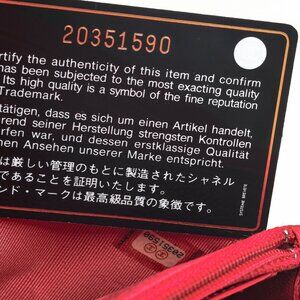 20351590
rtify the authenticity of this item and confirm
has been subjected to the most exacting quality
Its high quality is a symbol of the fine reputation
Trademark.
tätigen, dass es sich um einen Artikel handelt,
hrend seiner Herstellung strengsten Kontrollen
rfen war, und dessen erstklassige Qualität
n Ansehen unserer Marke entspricht.
は厳しい管理のもとに製造されたシャネル
であることを証明いたします。
ンド・マークは最高級品の象徴です。
20351590